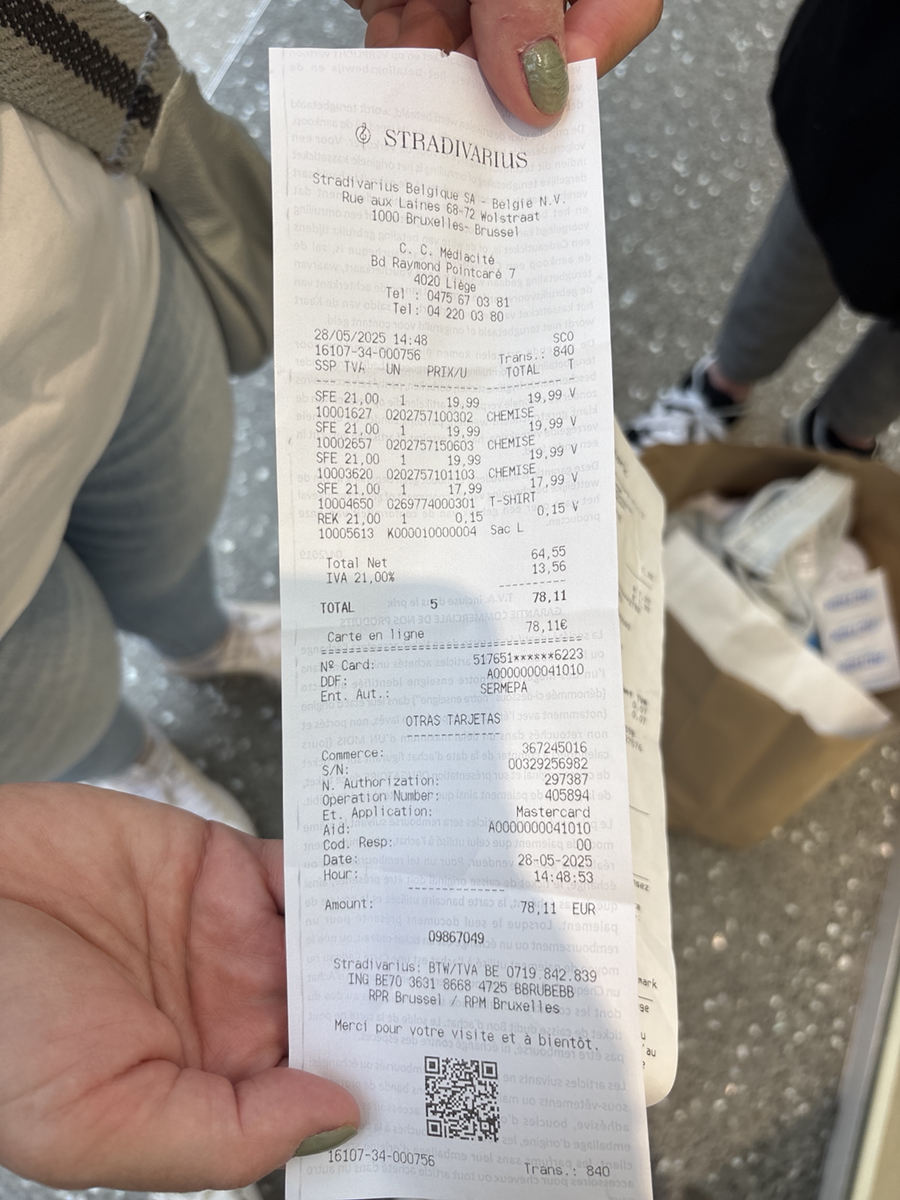 STRADIVARIUS
Stradivarius Belgique SA - België N.V.
Rue aux Laines 68-72 Wolstraat
1000 Bruxelles- Brussel
C. C. Médiacité
Bd Raymond Pointcaré 7
4020 Liége
Tel : 0475 67 03 81
Tel: 04 220 03 80
28/05/2025 14:48 SCO
16107-34-000756 Trans.: 840
SSP TVA UN PRIX/U TOTAL T
SFE 21,00 1 19,99 19,99 V
10001627 0202757100302 CHEMISE
SFE 21,00 1 19,99 19,99 V
10002657 0202757150603 CHEMISE
SFE 21,00 1 19,99 19,99 V
10003620 0202757101103 CHEMISE
SFE 21,00 1 17,99 17,99 V
10004650 0269774000301 T-SHIRT
REK 21,00 1 0,15 0,15 V
10005613 K000010000004 Sac L
Total Net 64,55
IVA 21,00% 13,56
TOTAL 5 78,11
Carte en ligne 78,11€
Nº Card: 517651******6223
DDF: A0000000041010
Ent. Aut.: SERMEPA
OTRAS TARJETAS
Commerce: 367245016
S/N: 00329256982
N. Authorization: 297387
Operation Number: 405894
Et. Application: Mastercard
Aid: A0000000041010
Cod. Resp: 00
Date: 28-05-2025
Hour: 14:48:53
Amount: 78,11 EUR
09867049
Stradivarius: BTW/TVA BE 0719.842.839
ING BE70 3631 8668 4725 BBRUBEBB
RPR Brussel / RPM Bruxelles
Merci pour votre visite et à bientôt.
16107-34-000756 Trans.: 840